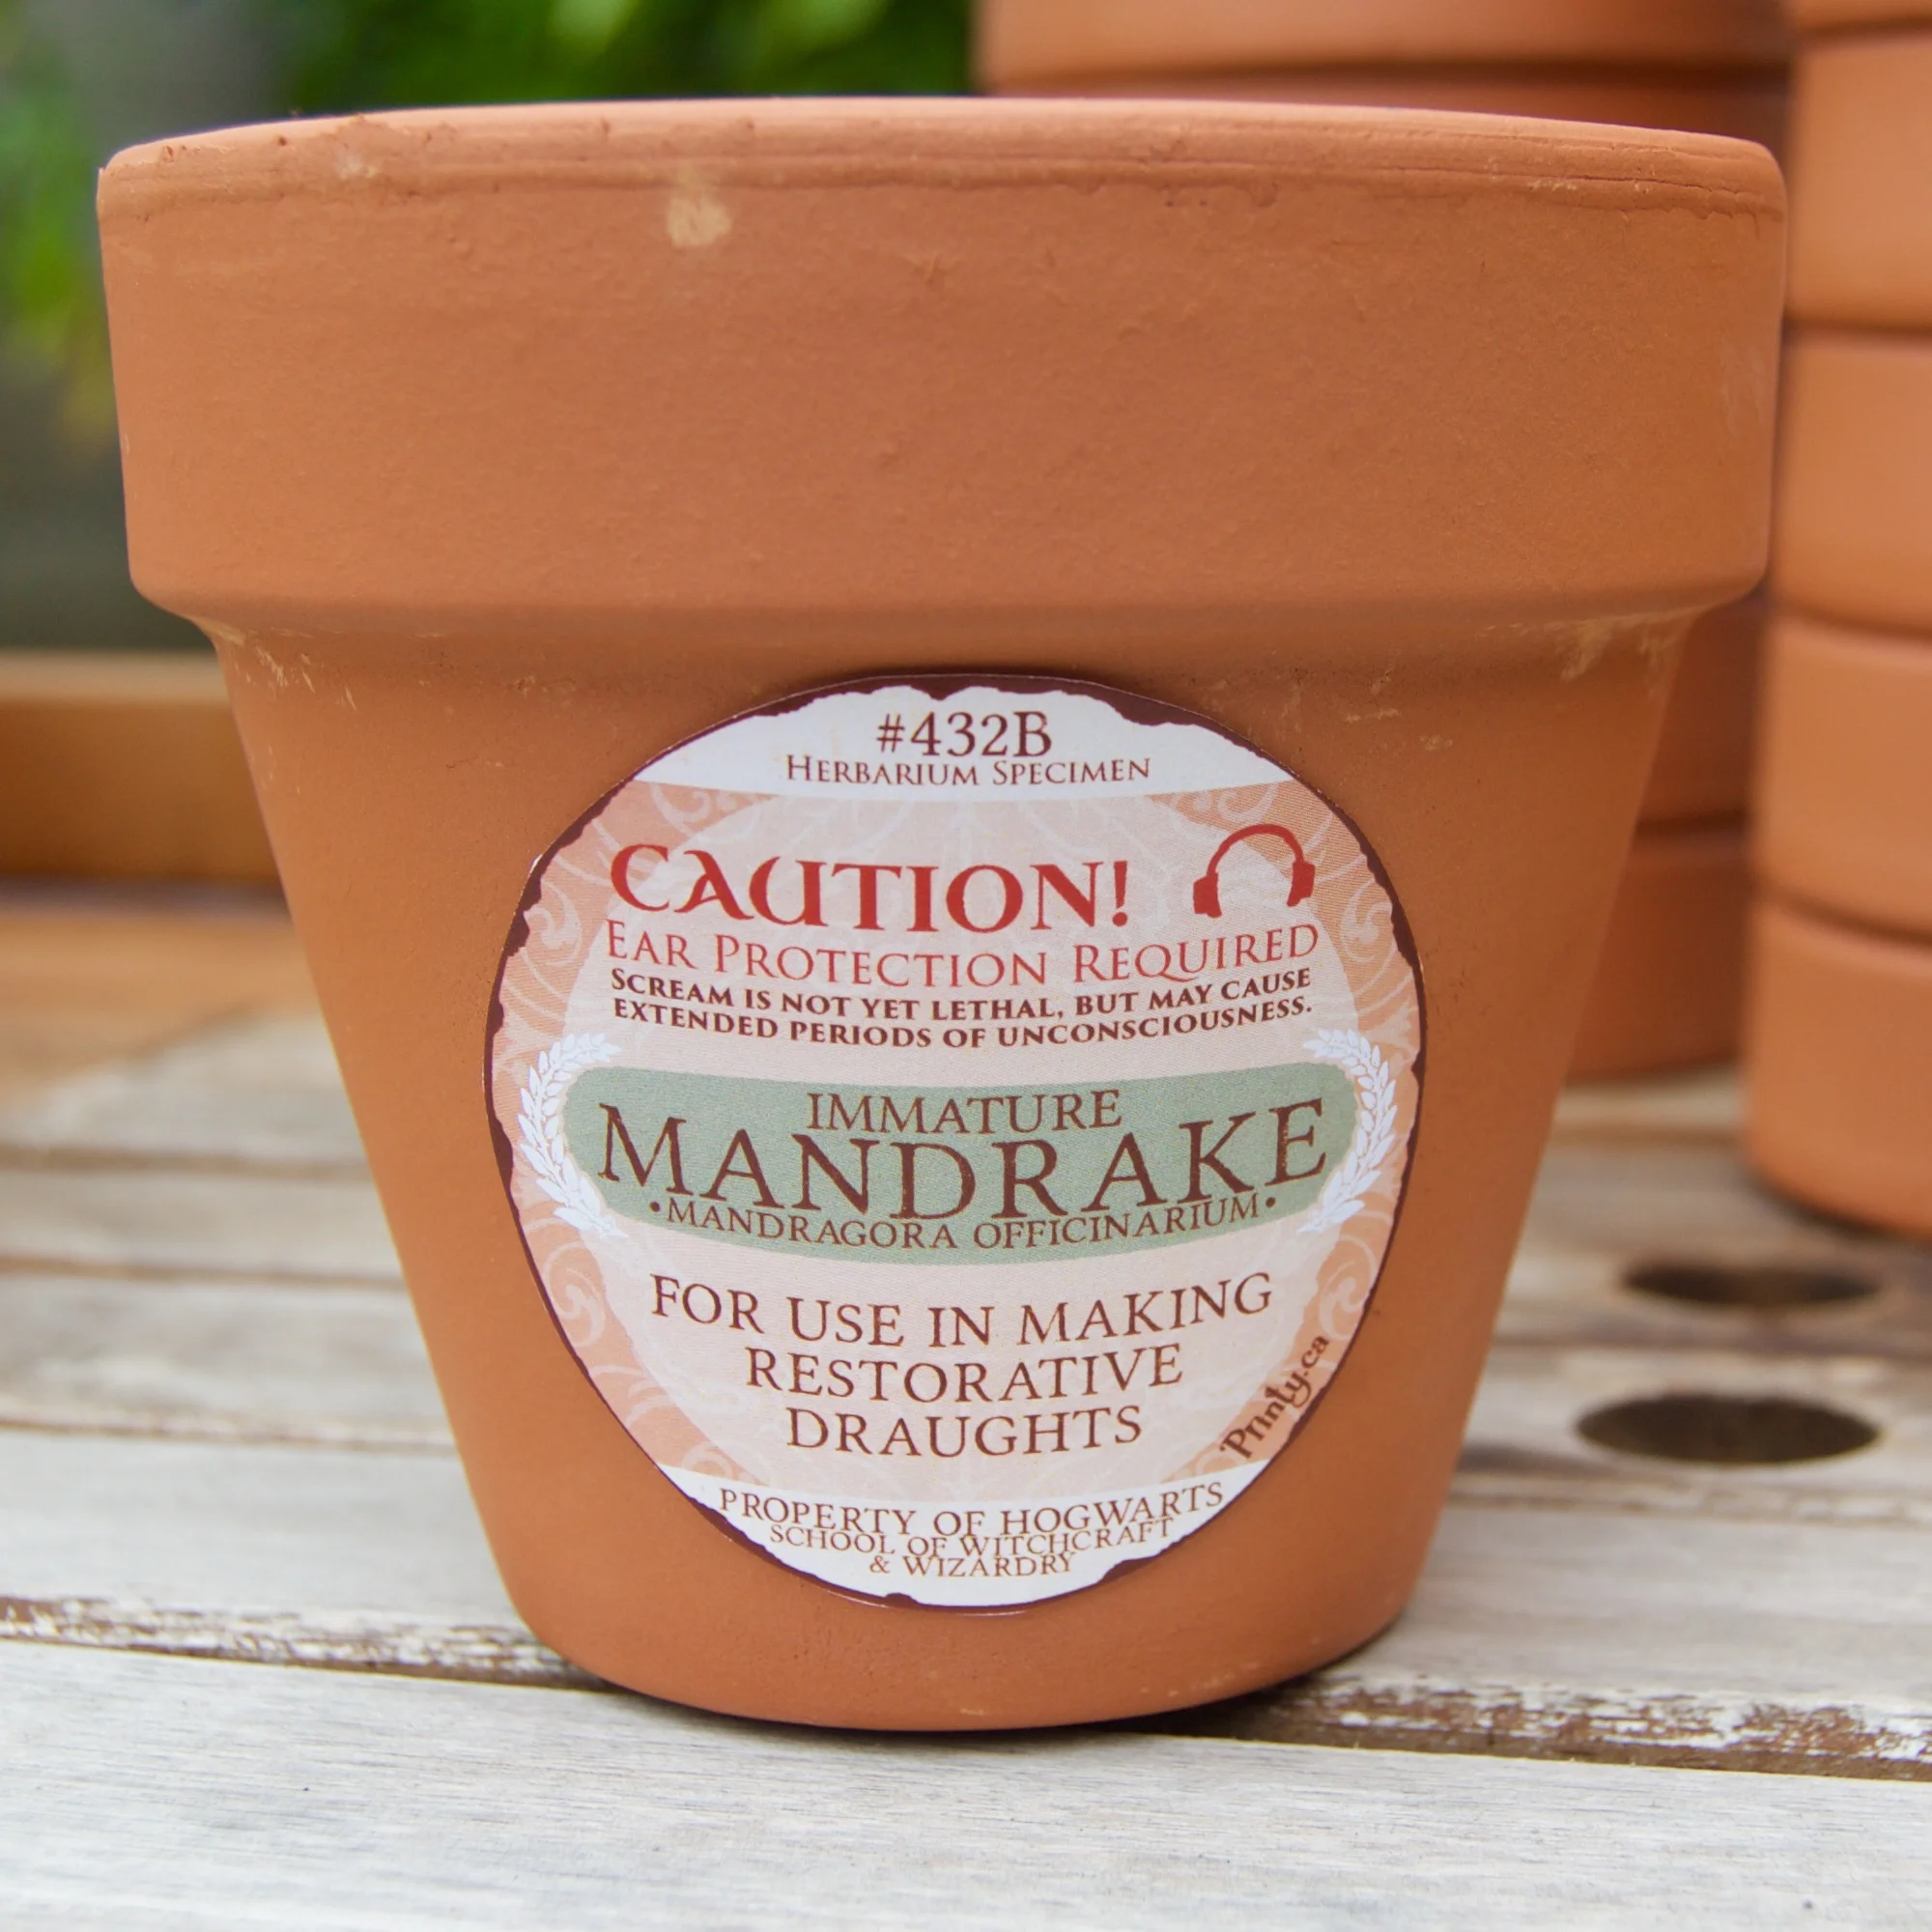 #432B
Herbarium Specimen
CAUTION!
Ear Protection Required
Scream is not yet lethal, but may cause
extended periods of unconsciousness.
IMMATURE
MANDRAKE
•MANDRAGORA OFFICINARIUM•
FOR USE IN MAKING
RESTORATIVE
DRAUGHTS
Printy.ca
PROPERTY OF HOGWARTS
SCHOOL OF WITCHCRAFT
& WIZARDRY